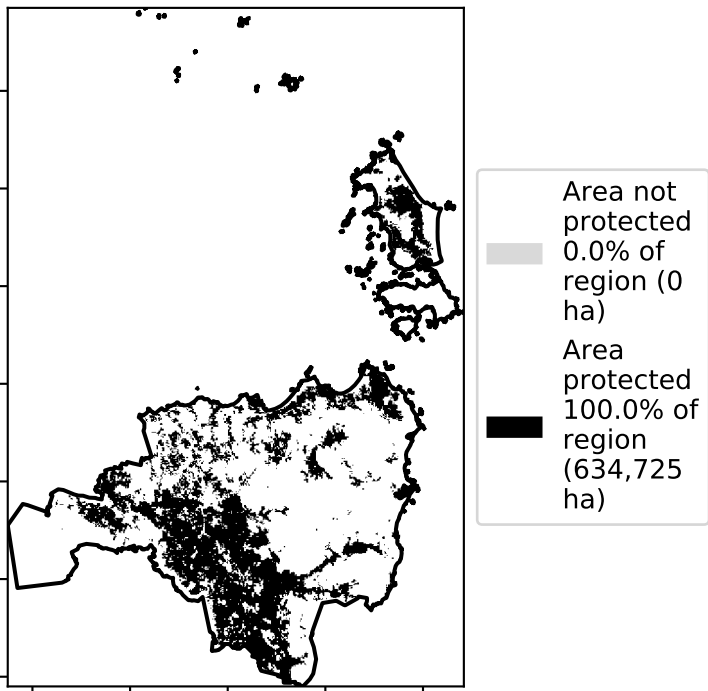 Area not
protected
0.0% of
region (0
ha)
Area
protected
100.0% of
region
(634,725
ha)